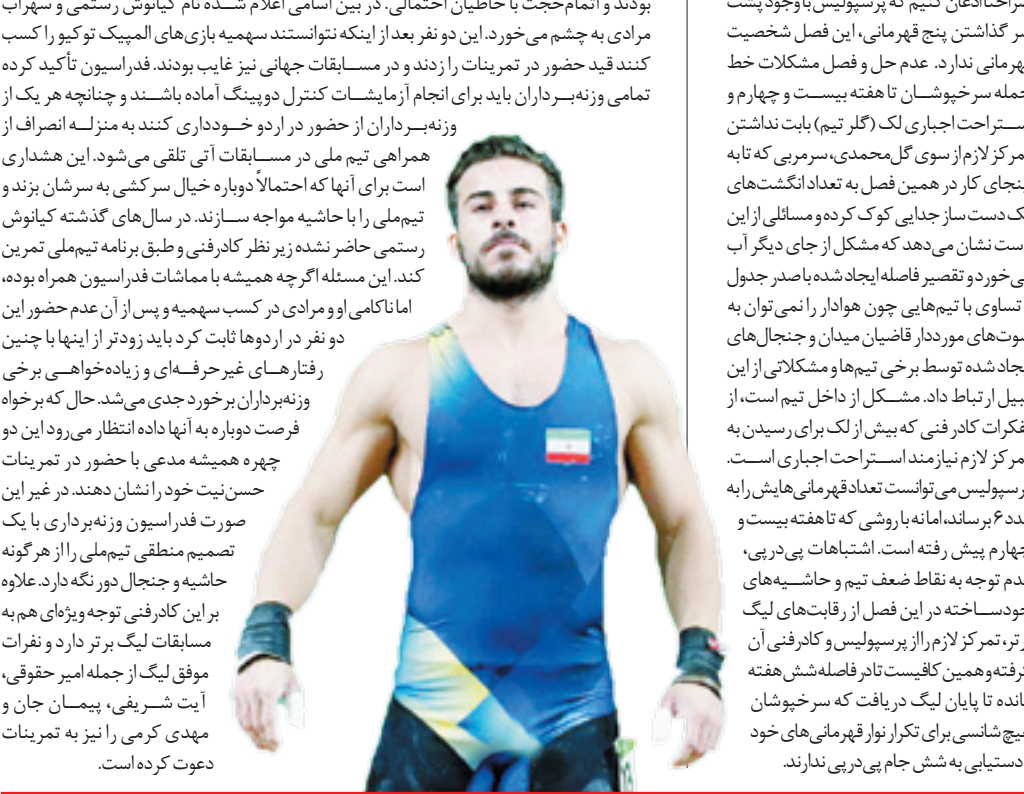 صراحتا اذعان کنیم که پرسپولیس با وجود پشت
سر گذاشتن پنج قهرمانی، این فصل شخصیت
قهرمانی ندارد. عدم حل و فصل مشکلات خط
حمله سرخپوشان تا هفته بیست و چهارم و
استراحت اجباری لک (گلر تیم) بابت نداشتن
تمرکز لازم از سوی گل‌محمدی، سرمربی که تا به
اینجای کار در همین فصل به تعداد انگشت‌های
یک دست ساز جدایی کوک کرده و مسائلی از این
دست نشان می‌دهد که مشکل از جای دیگر آب
می‌خورد و تقصیر فاصله ایجاد شده با صدر جدول
تساوی با تیم‌هایی چون هوادار را نمی‌توان به
سوت‌های مورددار قاضیان میدان و جنجال‌های
ایجاد شده توسط برخی تیم‌ها و مشکلاتی از این
قبیل ارتباط داد. مشکل از داخل تیم است، از
تفکرات کادر فنی که بیش از لک برای رسیدن به
تمرکز لازم نیازمند استراحت اجباری است.
پرسپولیس می‌توانست تعداد قهرمانی‌هایش را به
عدد ۶ برساند، اما نه با روشی که تا هفته بیست و
چهارم پیش رفته است. اشتباهات پی‌در‌پی،
عدم توجه به نقاط ضعف تیم و حاشیه‌های
خودساخته در این فصل از رقابت‌های لیگ
برتر، تمرکز لازم را از پرسپولیس و کادرفنی آن
گرفته و همین کافیست تا در فاصله شش هفته
مانده تا پایان لیگ دریافت که سرخپوشان
هیچ شانسی برای تکرار نوار قهرمانی‌های خود
دستیابی به شش جام پی‌در‌پی ندارند.
بودند و اتمام‌حجت با خاطیان احتمالی. در بین اسامی اعلام شده نام کیانوش رستمی و سهراب
مرادی به چشم می‌خورد. این دو نفر بعد از اینکه نتوانستند سهمیه بازی‌های المپیک توکیو را کسب
کنند قید حضور در تمرینات را زدند و در مسابقات جهانی نیز غایب بودند. فدراسیون تأکید کرده
تمامی وزنه‌برداران باید برای انجام آزمایشات کنترل دوپینگ آماده باشند و چنانچه هر یک از
وزنه‌برداران از حضور در اردو خودداری کنند به منزله انصراف از
همراهی تیم ملی در مسابقات آتی تلقی می‌شود. این هشداری
است برای آنها که احتمالاً دوباره خیال سرکشی به سرشان بزند و
تیم‌ملی را با حاشیه مواجه سازند. در سال‌های گذشته کیانوش
رستمی حاضر نشده زیر نظر کادرفنی و طبق برنامه تیم‌ملی تمرین
کند. این مسئله اگرچه همیشه با مماشات فدراسیون همراه بوده،
اما ناکامی او و مرادی در کسب سهمیه و پس از آن عدم حضور این
دو نفر در اردوها ثابت کرد باید زودتر از اینها با چنین
رفتارهای غیرحرفه‌ای و زیاده‌خواهی برخی
وزنه‌برداران برخورد جدی می‌شد. حال که برخواه
فرصت دوباره به آنها داده انتظار می‌رود این دو
چهره همیشه مدعی با حضور در تمرینات
حسن‌نیت خود را نشان دهند. در غیر این
صورت فدراسیون وزنه‌برداری با یک
تصمیم منطقی تیم‌ملی را از هرگونه
حاشیه و جنجال دور نگه دارد. علاوه
بر این کادرفنی توجه ویژه‌ای هم به
مسابقات لیگ برتر دارد و نفرات
موفق لیگ از جمله امیر حقوقی،
آیت شریفی، پیمان جان و
مهدی کرمی را نیز به تمرینات
دعوت کرده است.